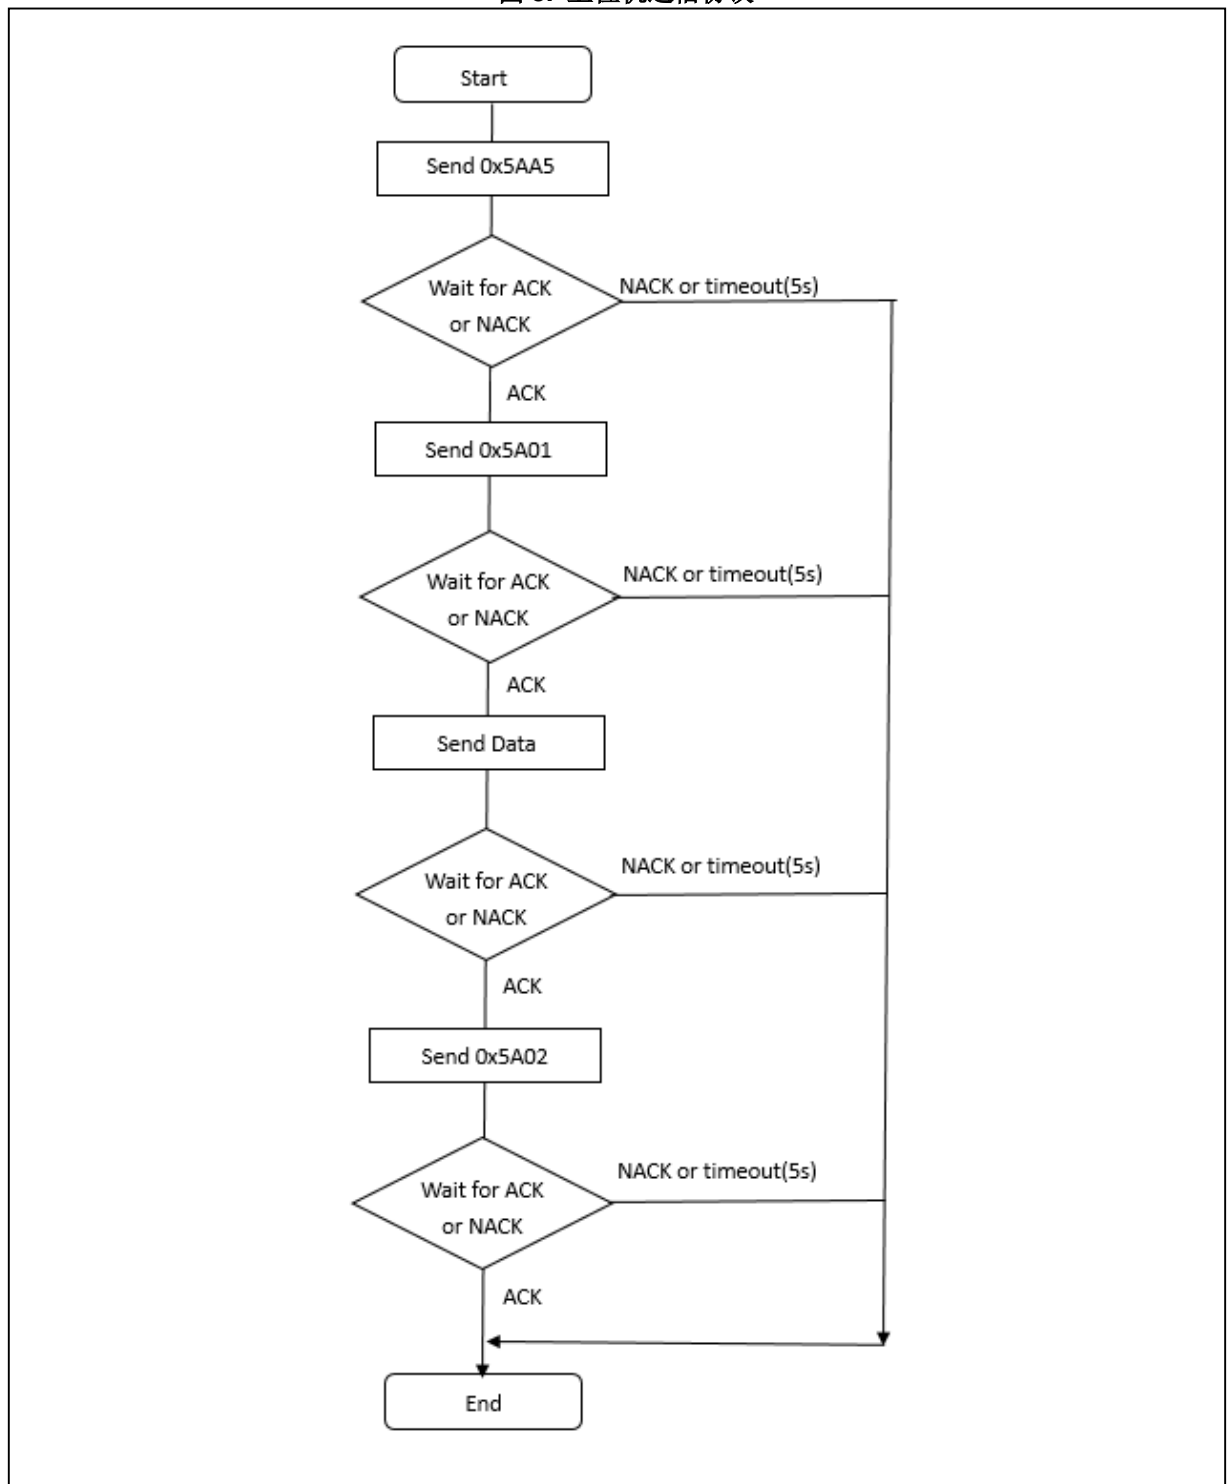 Start
Send 0x5AA5
Wait for ACK
or NACK
NACK or timeout(5s)
ACK
Send 0x5A01
Wait for ACK
or NACK
NACK or timeout(5s)
ACK
Send Data
Wait for ACK
or NACK
NACK or timeout(5s)
ACK
Send 0x5A02
Wait for ACK
or NACK
NACK or timeout(5s)
ACK
End